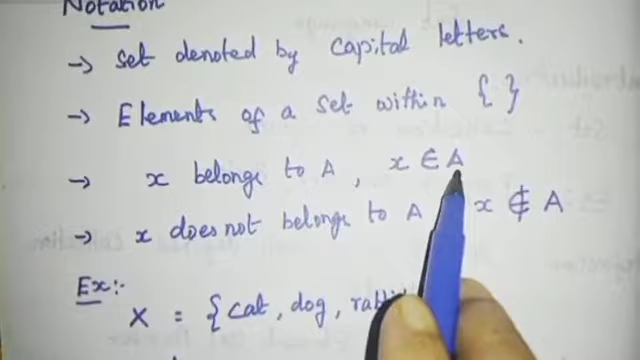 Notation
→ Set denoted by capital letters.
→ Elements of a set within { }
→ x belongs to A, x ∈ A
→ x does not belongs to A x ∉ A
Ex:-
X = {cat, dog,